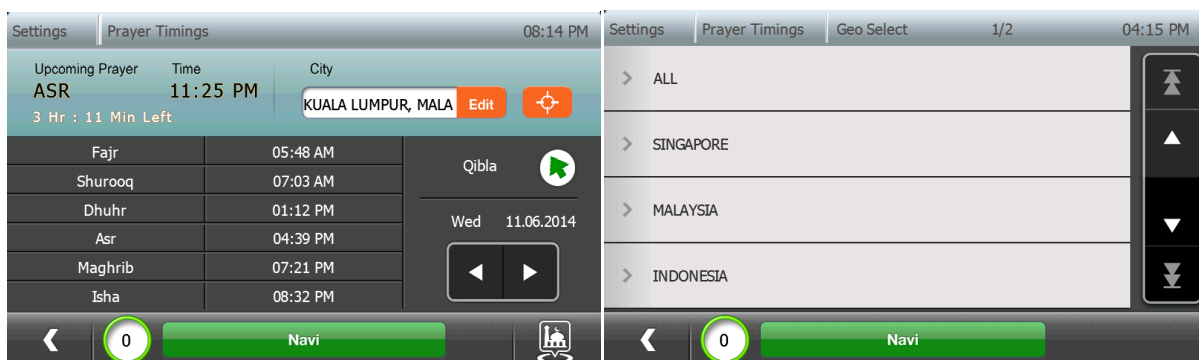 Settings Prayer Timings 08:14 PM
Upcoming Prayer Time City
ASR 11:25 PM KUALA LUMPUR, MALA Edit
3 Hr : 11 Min Left
Fajr 05:48 AM
Shurooq 07:03 AM
Dhuhr 01:12 PM
Asr 04:39 PM
Maghrib 07:21 PM
Isha 08:32 PM
Qibla
Wed 11.06.2014
0 Navi
Settings Prayer Timings Geo Select 1/2 04:15 PM
ALL
SINGAPORE
MALAYSIA
INDONESIA
0 Navi